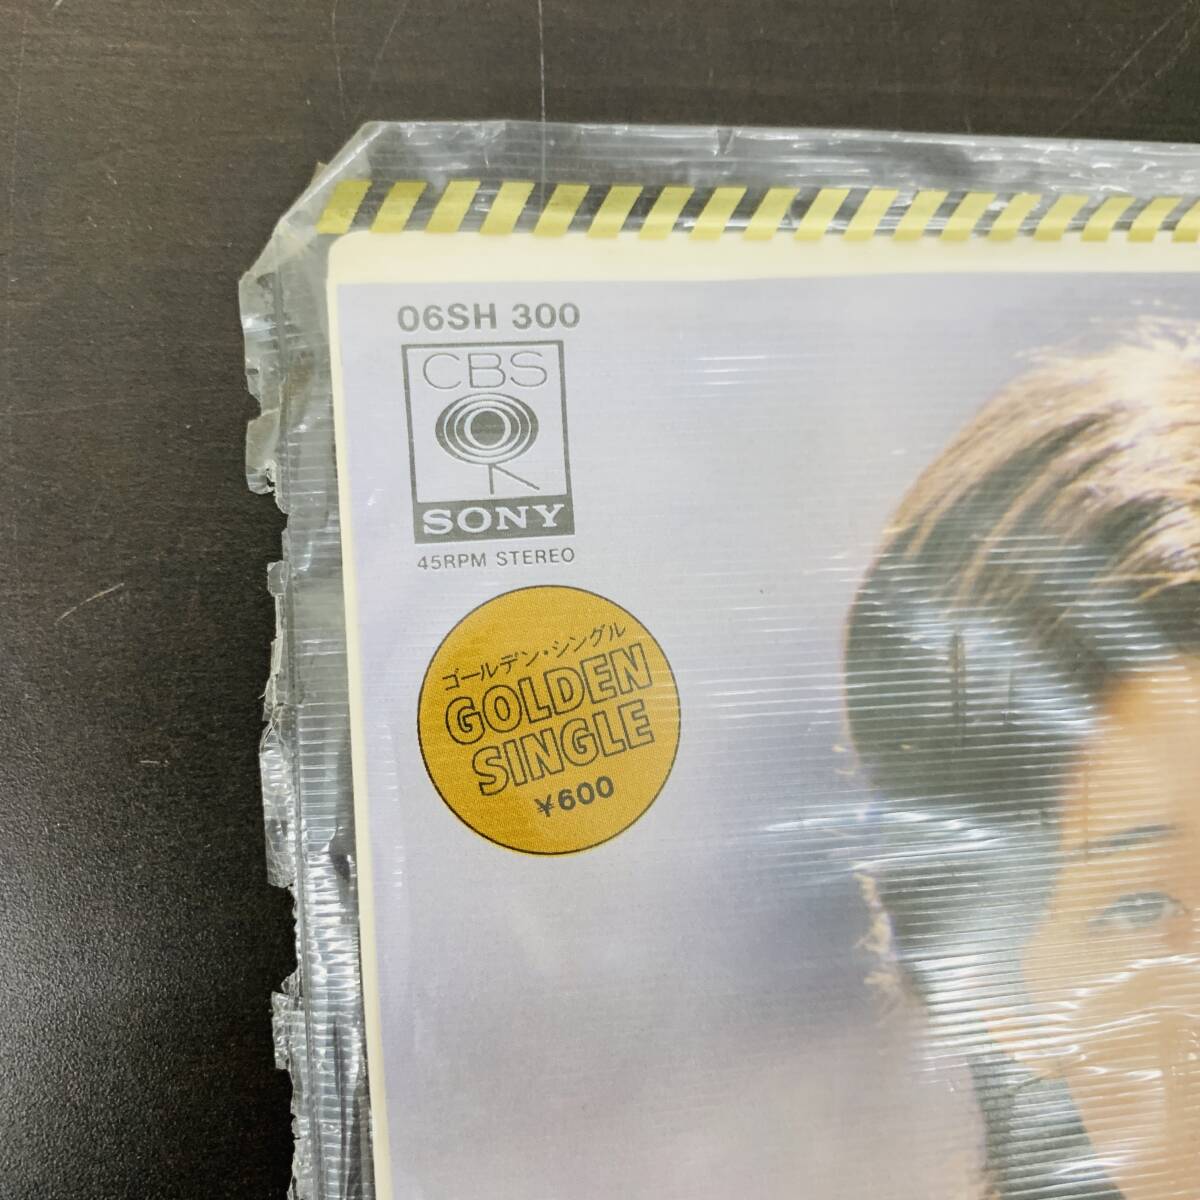 06SH 300
CBS
SONY
45RPM STEREO
ゴールデン・シングル
GOLDEN
SINGLE
¥600